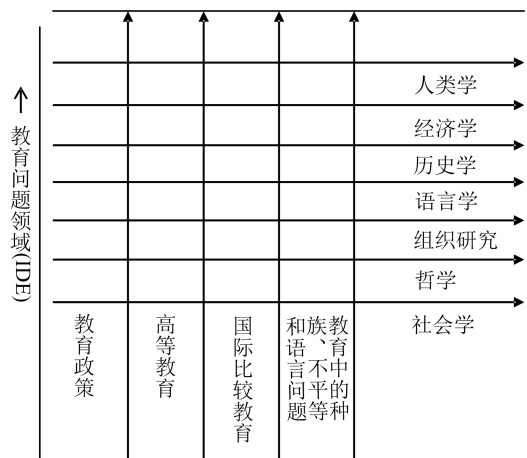 人类学
经济学
历史学
语言学
组织研究
哲学
社会学
教育问题领域(IDE)
教育政策
高等教育
国际比较教育
教育中的种
族、不平等
和语言问题